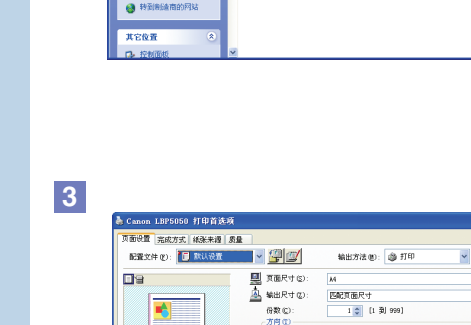 转到制造商的网站
其它位置
控制面板
3
Canon LBP5050 打印首选项
页面设置 完成方式 纸张来源 质量
配置文件(F): 默认设置 输出方法(M): 打印
页面尺寸(S): A4
输出尺寸(Z): 匹配页面尺寸
份数(C): 1 [1 到 999]
方向(T)